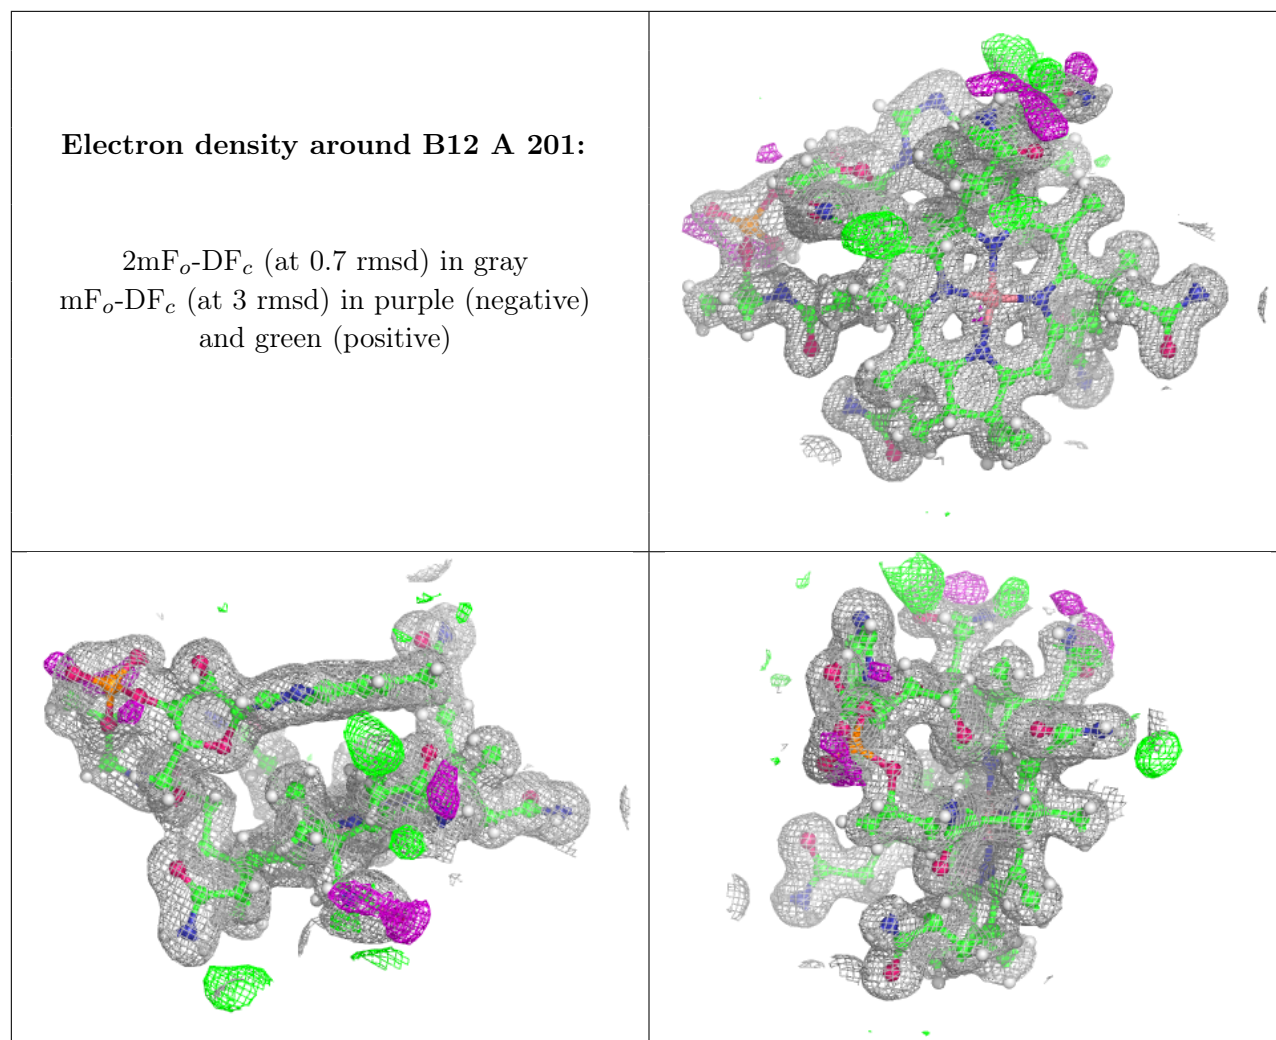 Electron density around B12 A 201:
2mFo-DFc (at 0.7 rmsd) in gray
mFo-DFc (at 3 rmsd) in purple (negative)
and green (positive)